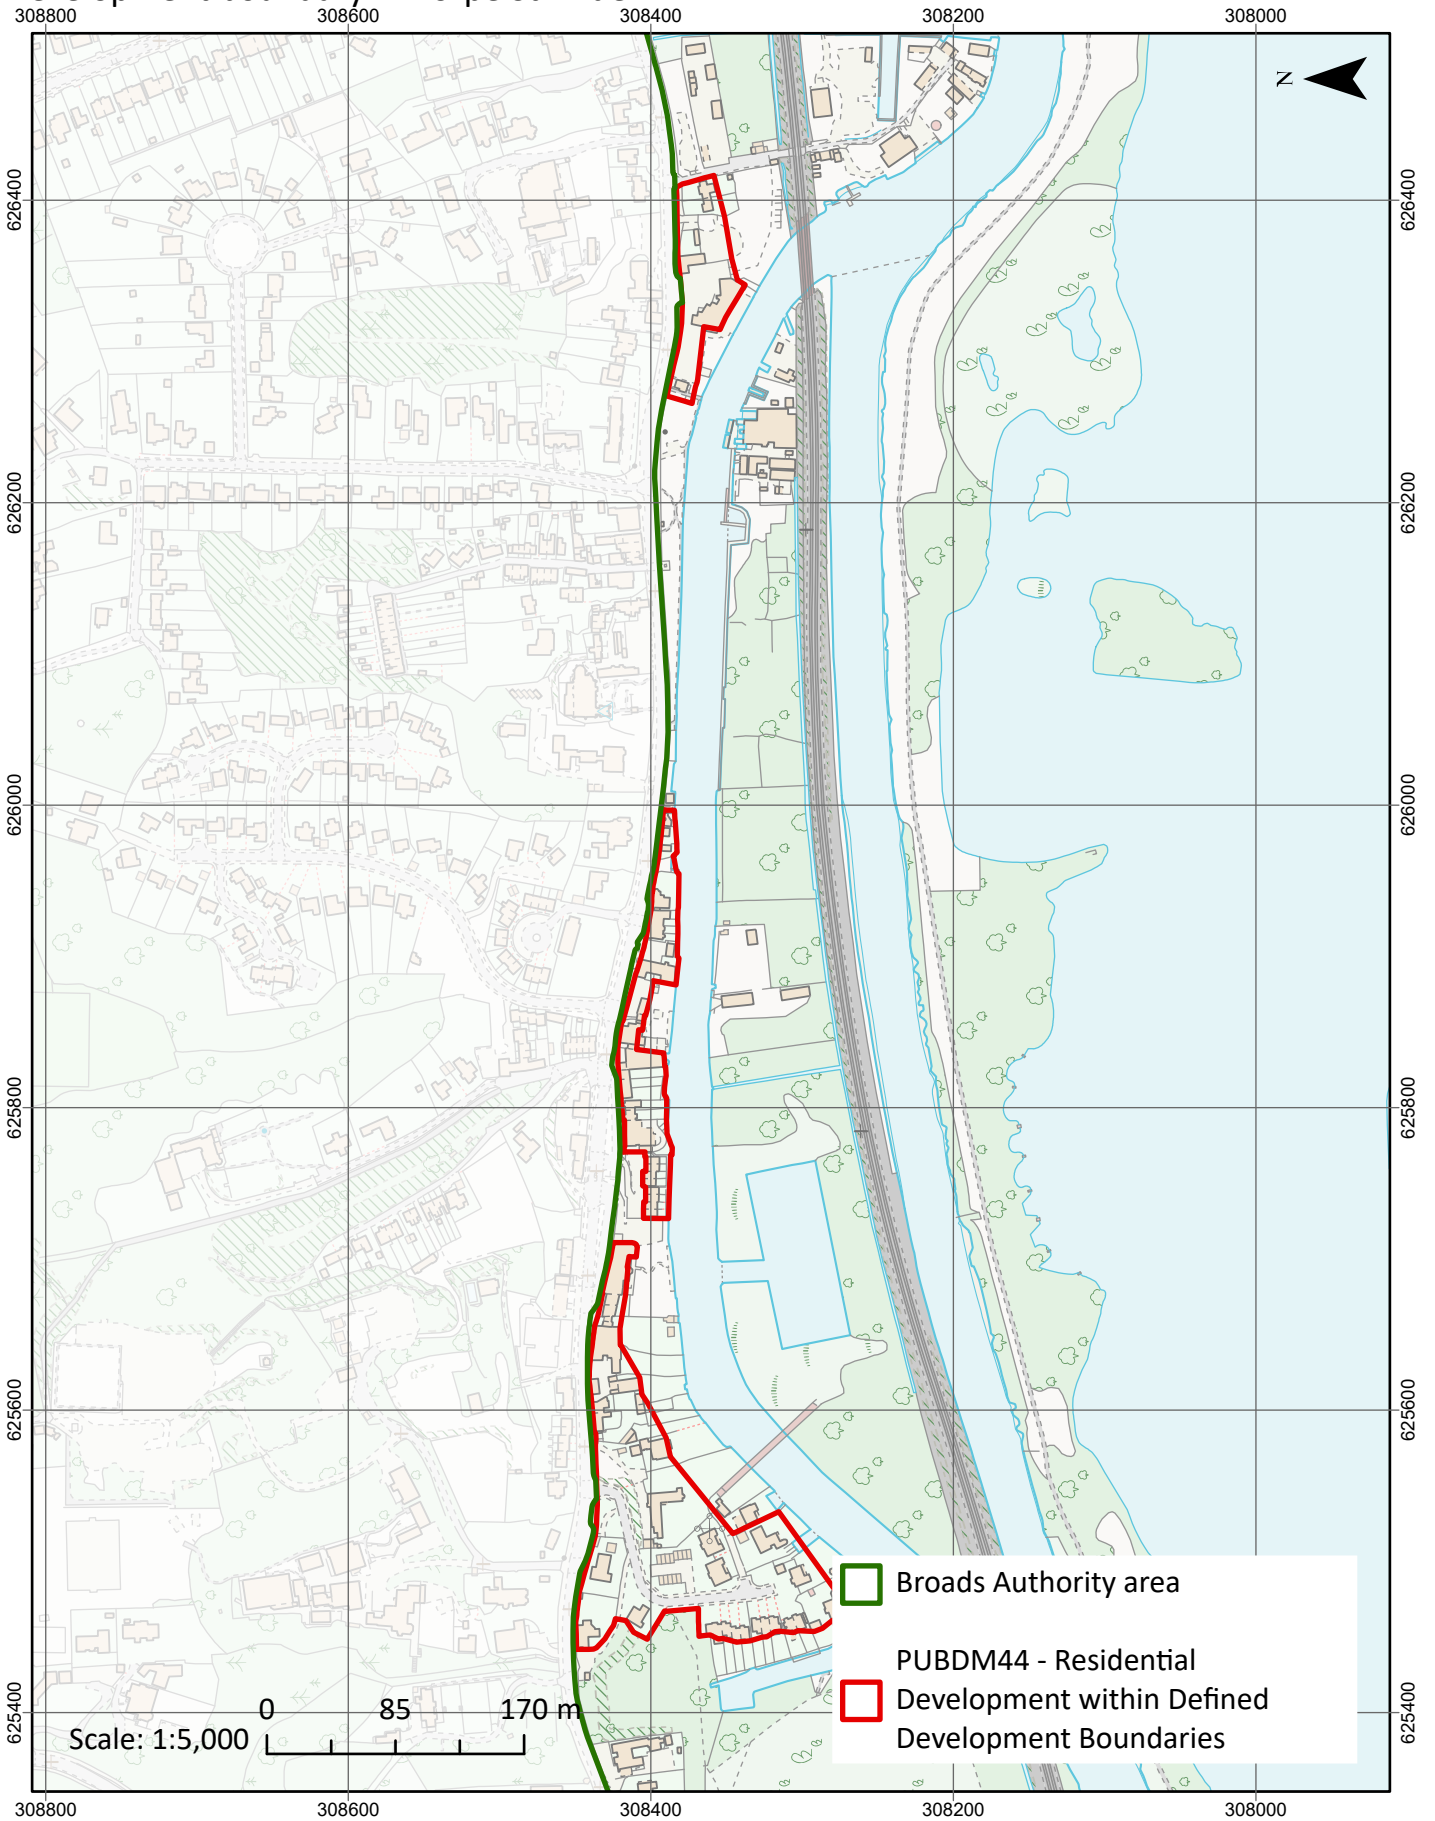 308800 308600 308400 308200 308000
N
626400 626400
626200 626200
626000 626000
625800 625800
625600 625600
625400 625400
Broads Authority area
PUBDM44 - Residential
Development within Defined
Development Boundaries
0 85 170 m
Scale: 1:5,000
308800 308600 308400 308200 308000